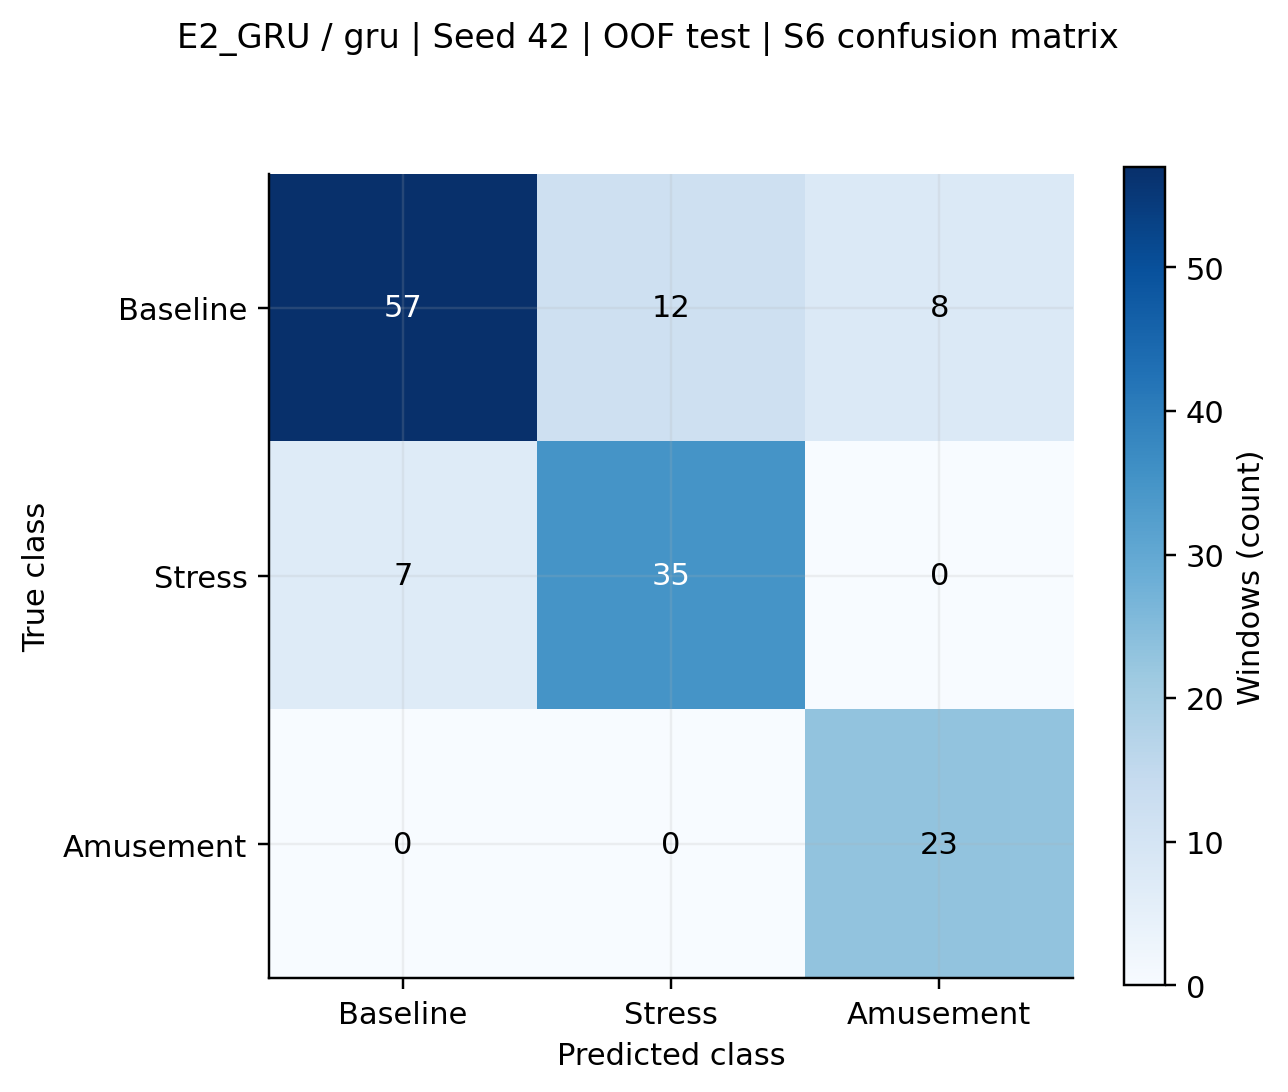 E2_GRU / gru | Seed 42 | OOF test | S6 confusion matrix
Baseline 57 12 8
Stress 7 35 0
Amusement 0 0 23
Baseline Stress Amusement
Predicted class
True class
50
40
30
20
10
0
Windows (count)